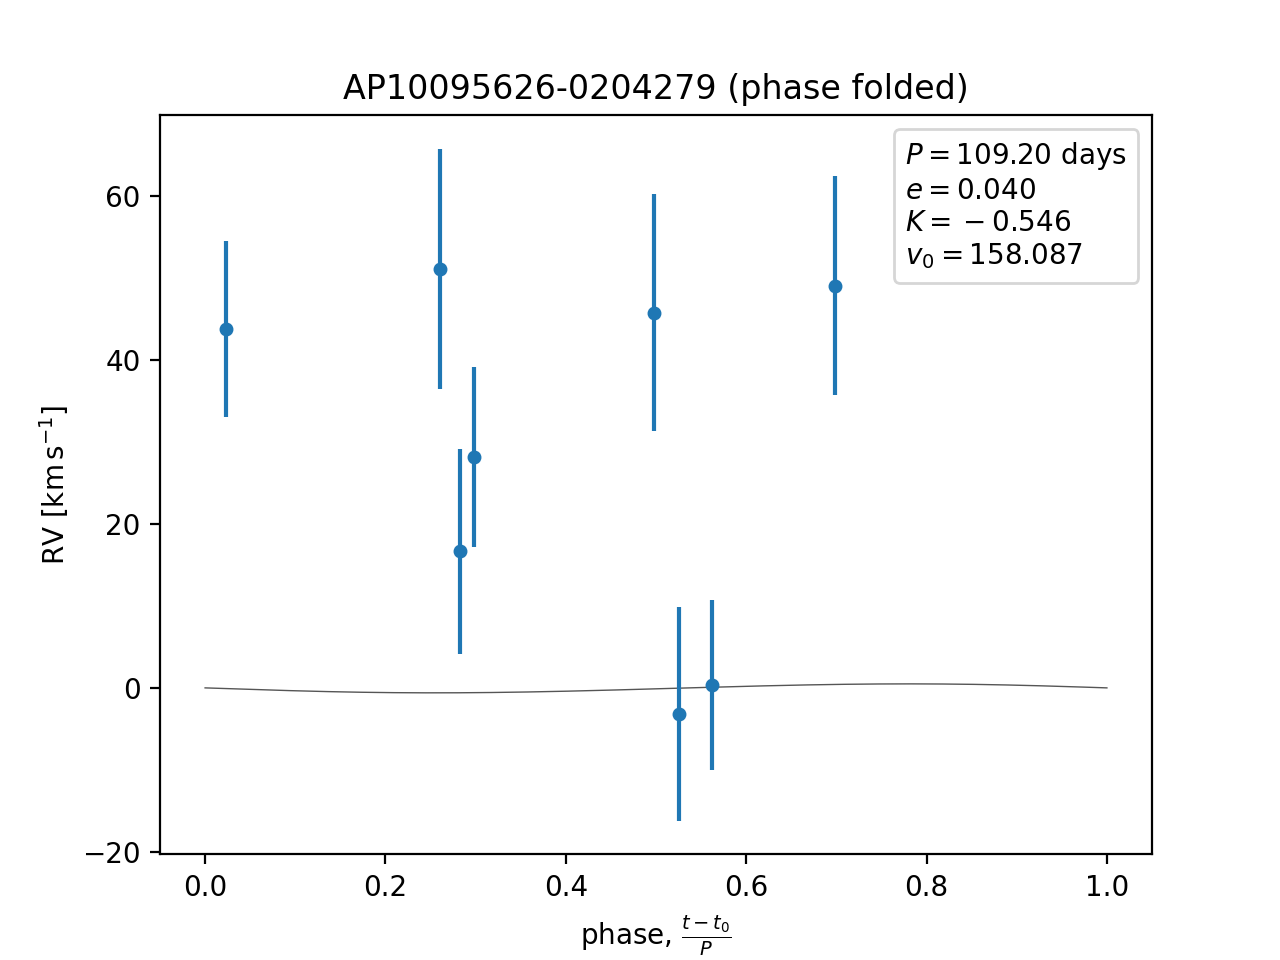 AP10095626-0204279 (phase folded)
P = 109.20 days
e = 0.040
K = −0.546
v₀ = 158.087
60
40
20
0
−20
RV [km s⁻¹]
0.0 0.2 0.4 0.6 0.8 1.0
phase, (t − t₀)/P